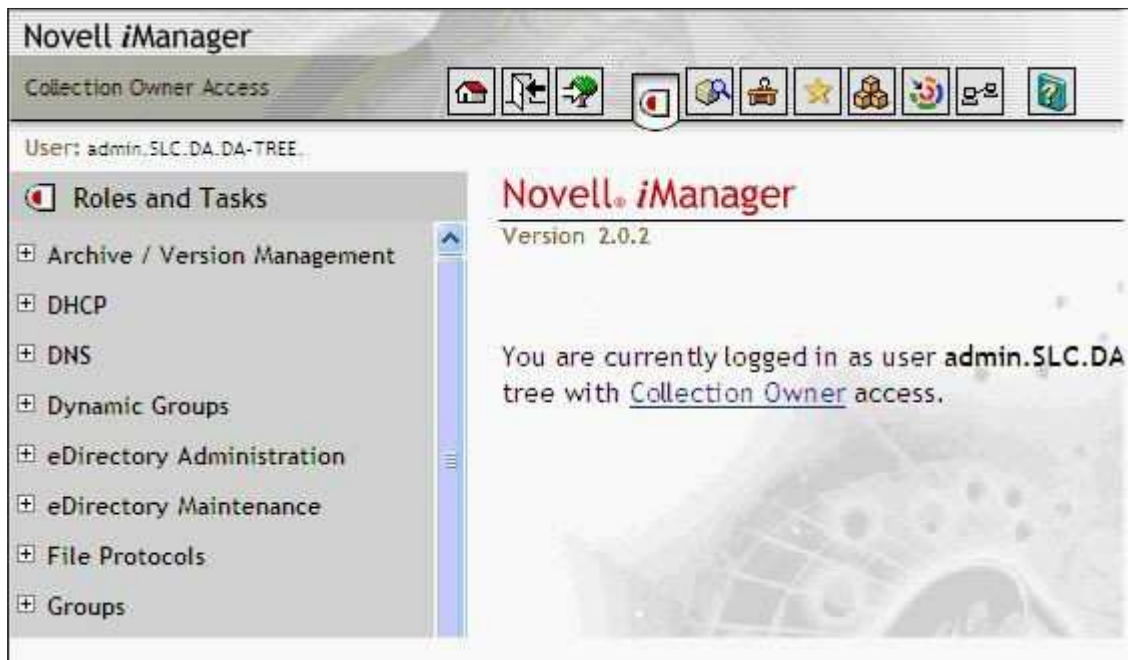 Novell iManager
Collection Owner Access
User: admin.SLC.DA.DA-TREE.
Roles and Tasks
Archive / Version Management
DHCP
DNS
Dynamic Groups
eDirectory Administration
eDirectory Maintenance
File Protocols
Groups
Novell® iManager
Version 2.0.2
You are currently logged in as user admin.SLC.DA
tree with Collection Owner access.